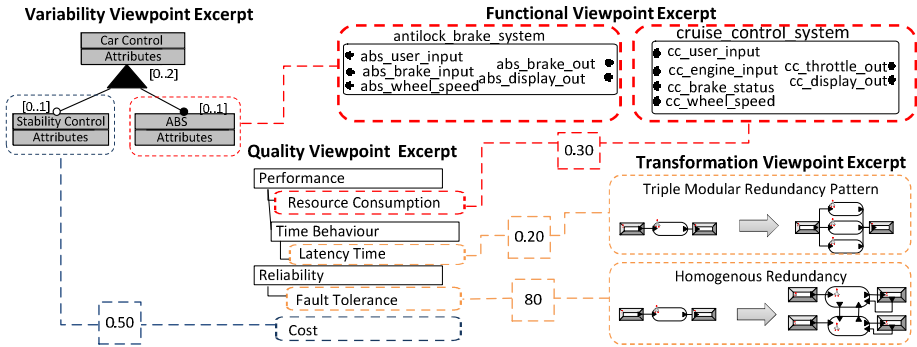 Variability Viewpoint Excerpt
Car Control
Attributes
[0..2]
[0..1]
Stability Control
Attributes
[0..1]
ABS
Attributes
Functional Viewpoint Excerpt
antilock_brake_system
abs_user_input
abs_brake_input
abs_wheel_speed
abs_brake_out
abs_display_out
cruise_control_system
cc_user_input
cc_engine_input
cc_brake_status
cc_wheel_speed
cc_throttle_out
cc_display_out
Quality Viewpoint Excerpt
Performance
Resource Consumption
Time Behaviour
Latency Time
Reliability
Fault Tolerance
Cost
0.30
0.20
80
0.50
Transformation Viewpoint Excerpt
Triple Modular Redundancy Pattern
Homogenous Redundancy